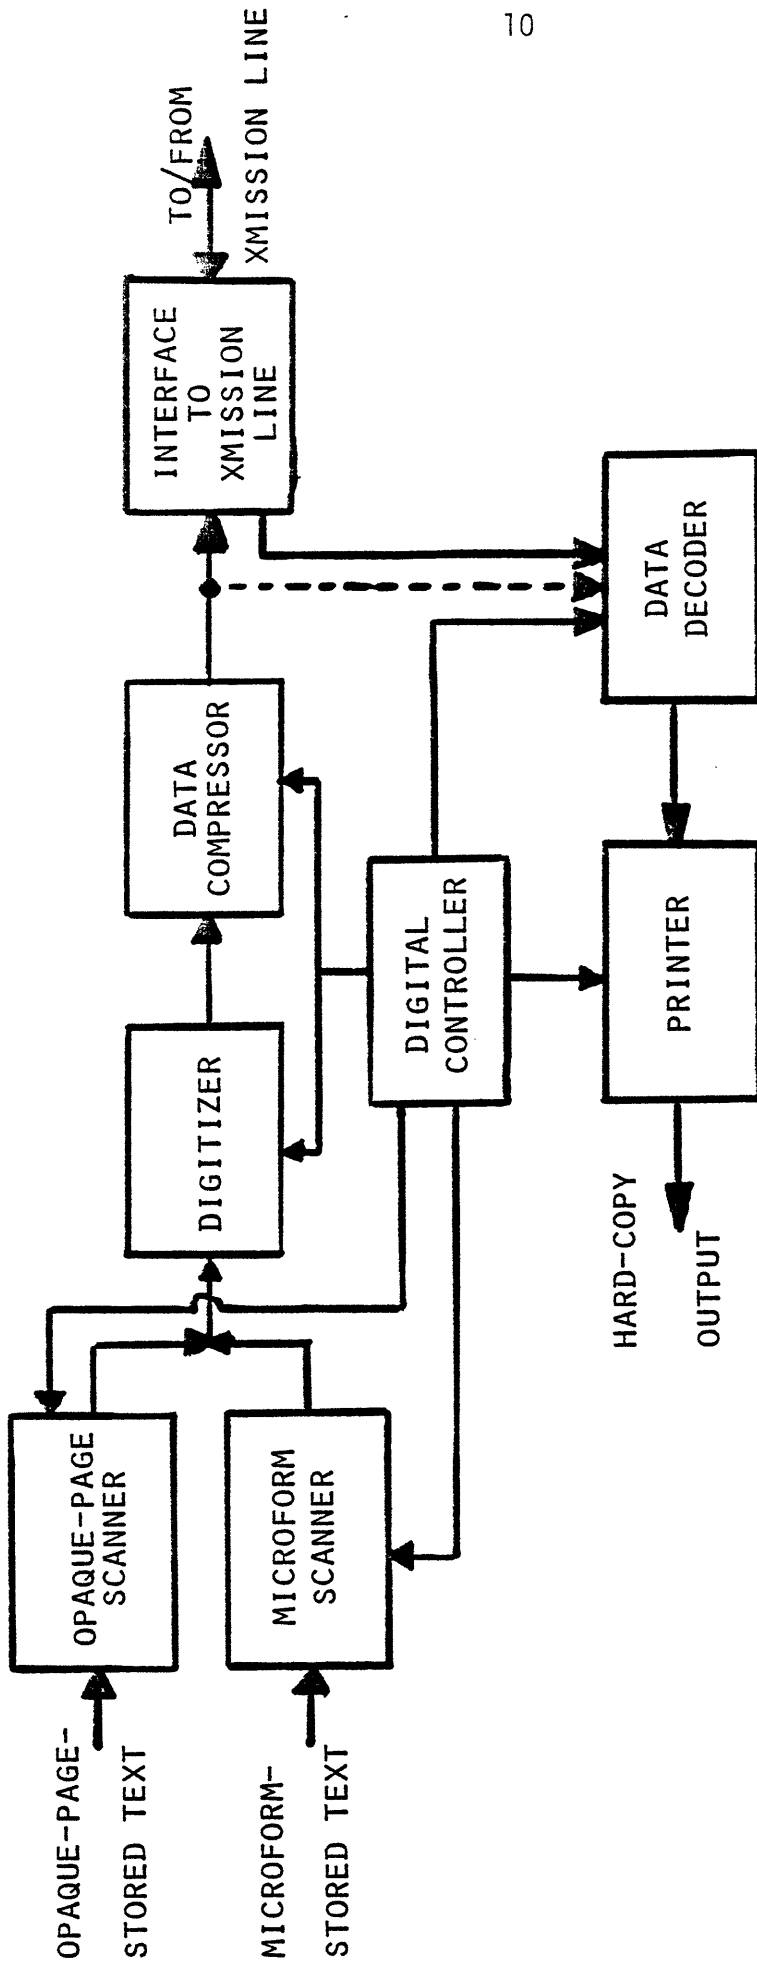 10
OPAQUE-PAGE-
STORED TEXT
MICROFORM-
STORED TEXT
OPAQUE-PAGE
SCANNER
MICROFORM
SCANNER
DIGITIZER
DATA
COMPRESSOR
INTERFACE
TO
XMISSION
LINE
TO/FROM
XMISSION LINE
DIGITAL
CONTROLLER
HARD-COPY
OUTPUT
PRINTER
DATA
DECODER